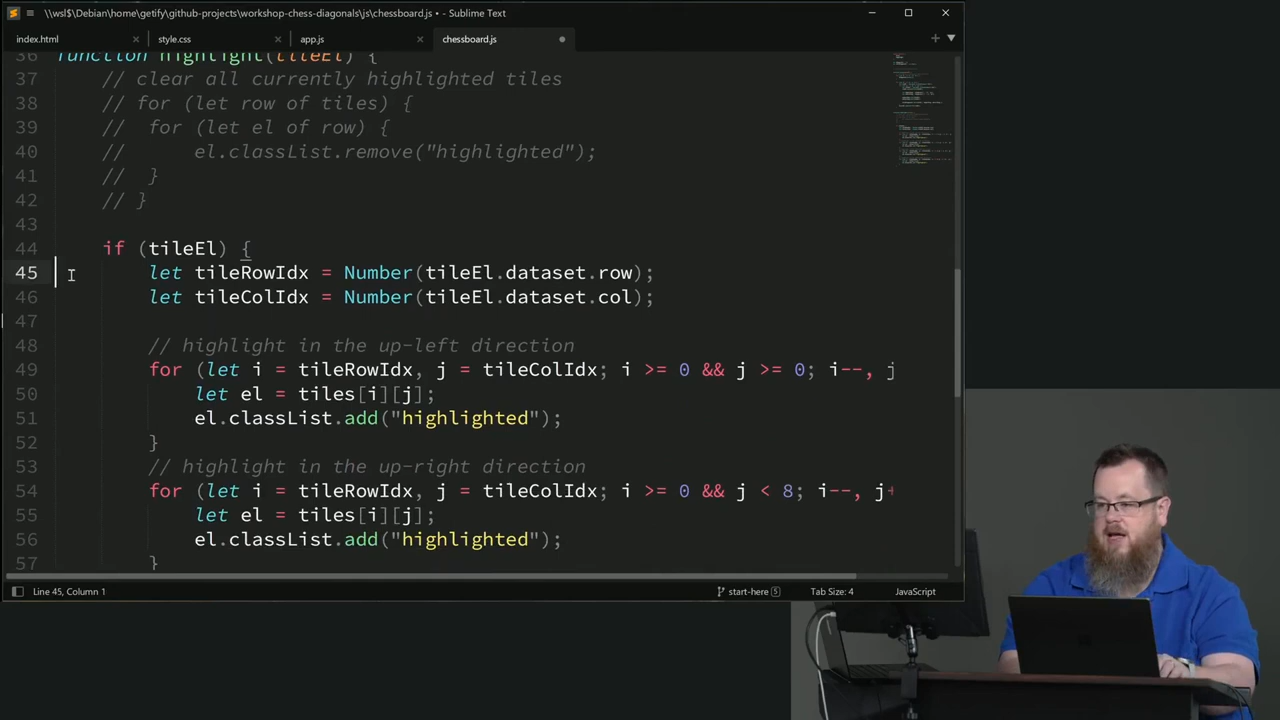 \\wsl$\Debian\home\getify\github-projects\workshop-chess-diagonals\js\chessboard.js • - Sublime Text
index.html
style.css
app.js
chessboard.js
36 function highlight(tileEl) {
37 // clear all currently highlighted tiles
38 // for (let row of tiles) {
39 // for (let el of row) {
40 // el.classList.remove("highlighted");
41 // }
42 // }
43
44 if (tileEl) {
45 let tileRowIdx = Number(tileEl.dataset.row);
46 let tileColIdx = Number(tileEl.dataset.col);
47
48 // highlight in the up-left direction
49 for (let i = tileRowIdx, j = tileColIdx; i >= 0 && j >= 0; i--, j
50 let el = tiles[i][j];
51 el.classList.add("highlighted");
52 }
53 // highlight in the up-right direction
54 for (let i = tileRowIdx, j = tileColIdx; i >= 0 && j < 8; i--, j+
55 let el = tiles[i][j];
56 el.classList.add("highlighted");
57 }
Line 45, Column 1
start-here 5
Tab Size: 4
JavaScript